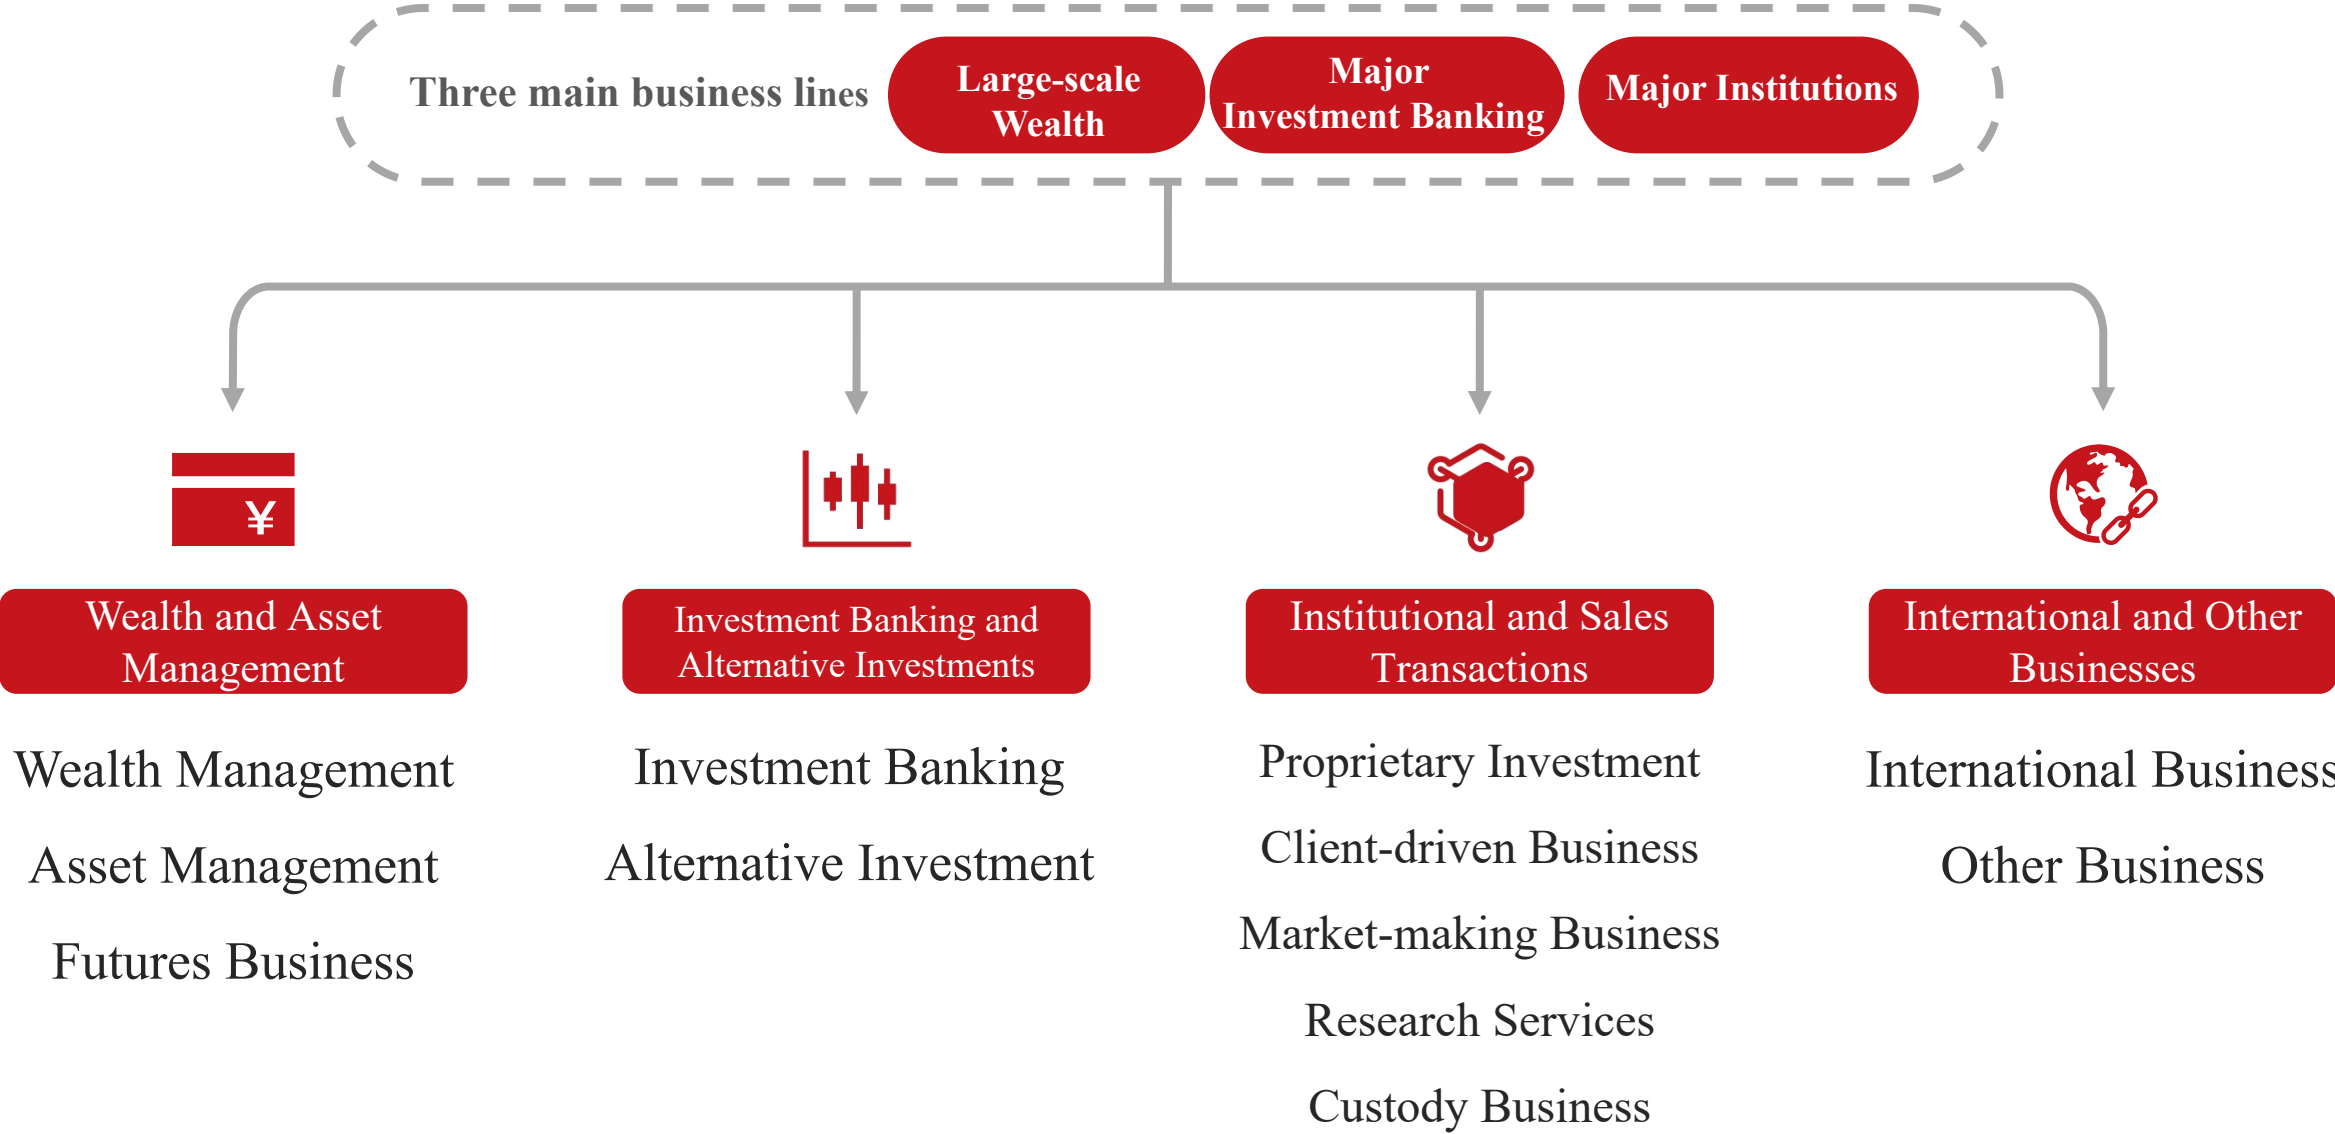 Three main business lines
Large-scale
Wealth
Major
Investment Banking
Major Institutions
¥
Wealth and Asset
Management
Wealth Management
Asset Management
Futures Business
Investment Banking and
Alternative Investments
Investment Banking
Alternative Investment
Institutional and Sales
Transactions
Proprietary Investment
Client-driven Business
Market-making Business
Research Services
Custody Business
International and Other
Businesses
International Business
Other Business